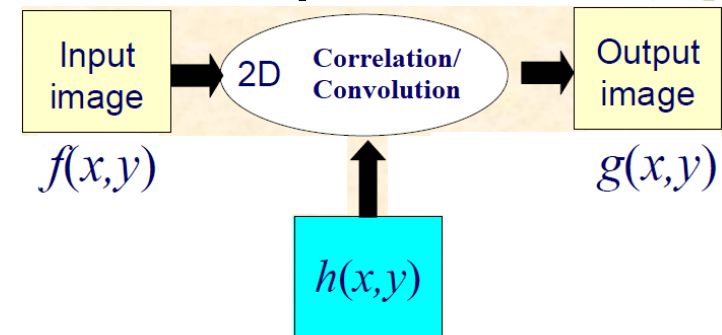 Input
image
2D
Correlation/
Convolution
Output
image
f(x,y)
g(x,y)
h(x,y)